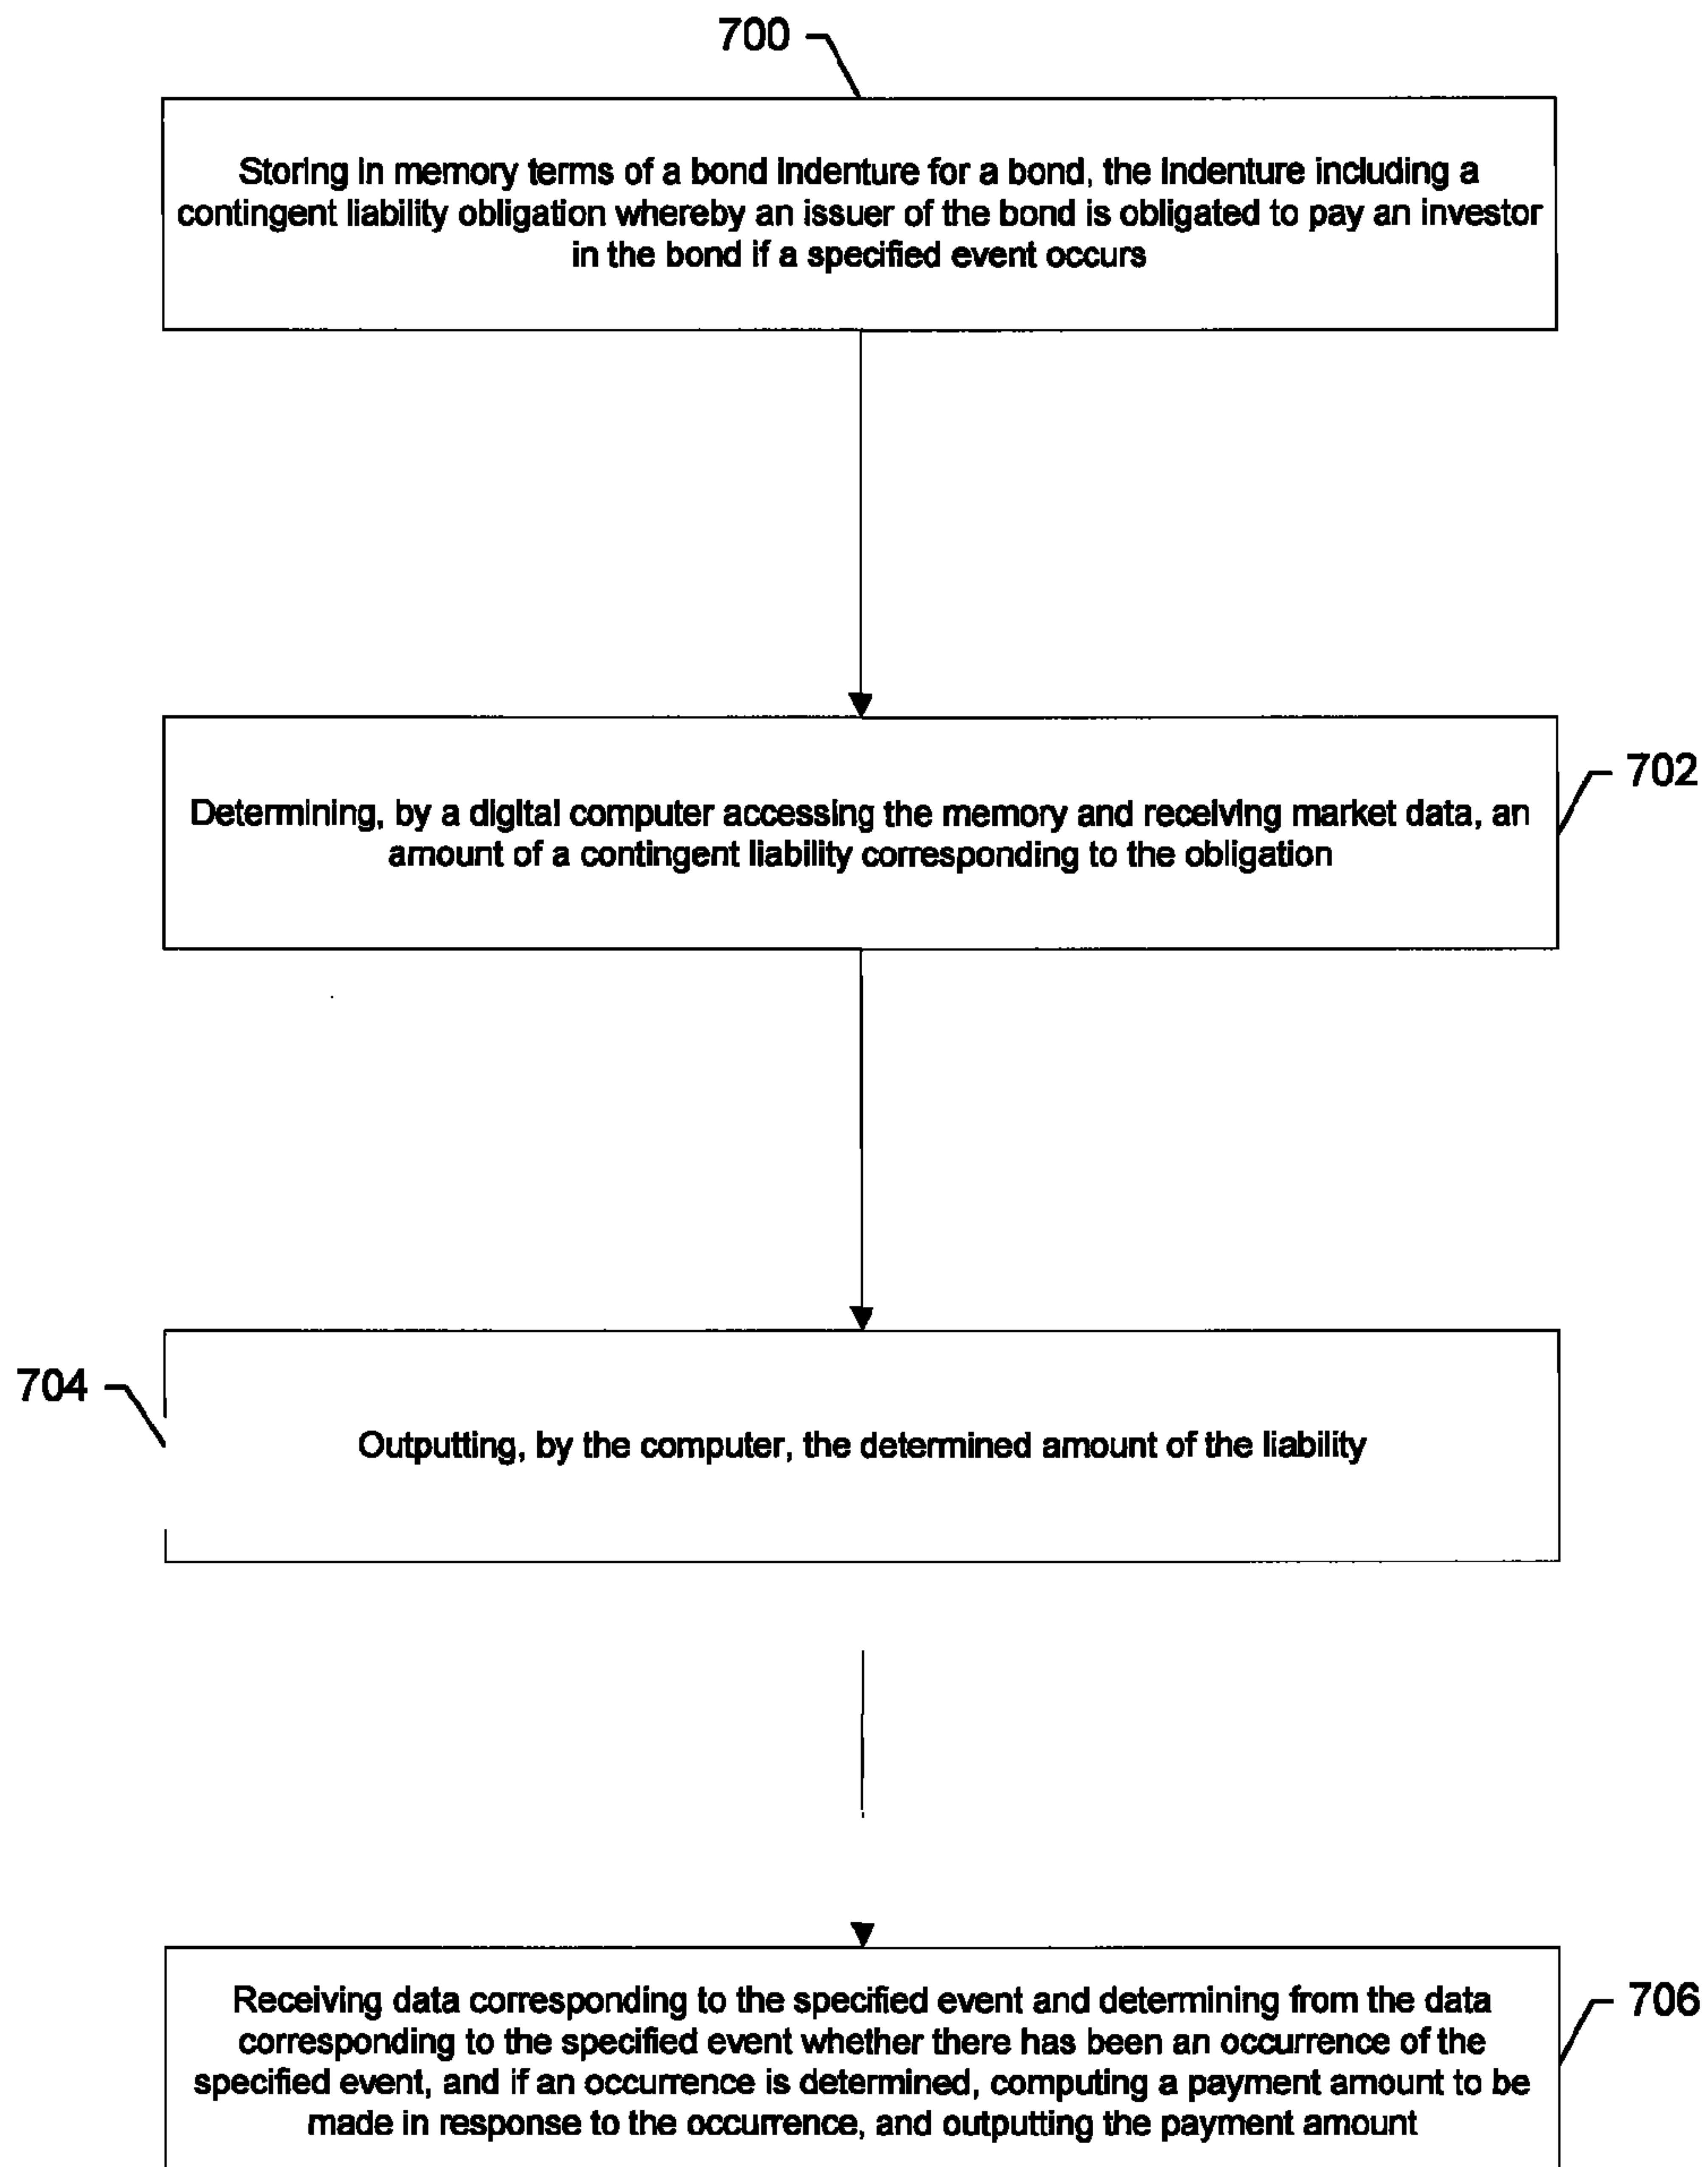 700
Storing in memory terms of a bond indenture for a bond, the indenture including a
contingent liability obligation whereby an issuer of the bond is obligated to pay an investor
in the bond if a specified event occurs
702
Determining, by a digital computer accessing the memory and receiving market data, an
amount of a contingent liability corresponding to the obligation
704
Outputting, by the computer, the determined amount of the liability
706
Receiving data corresponding to the specified event and determining from the data
corresponding to the specified event whether there has been an occurrence of the
specified event, and if an occurrence is determined, computing a payment amount to be
made in response to the occurrence, and outputting the payment amount